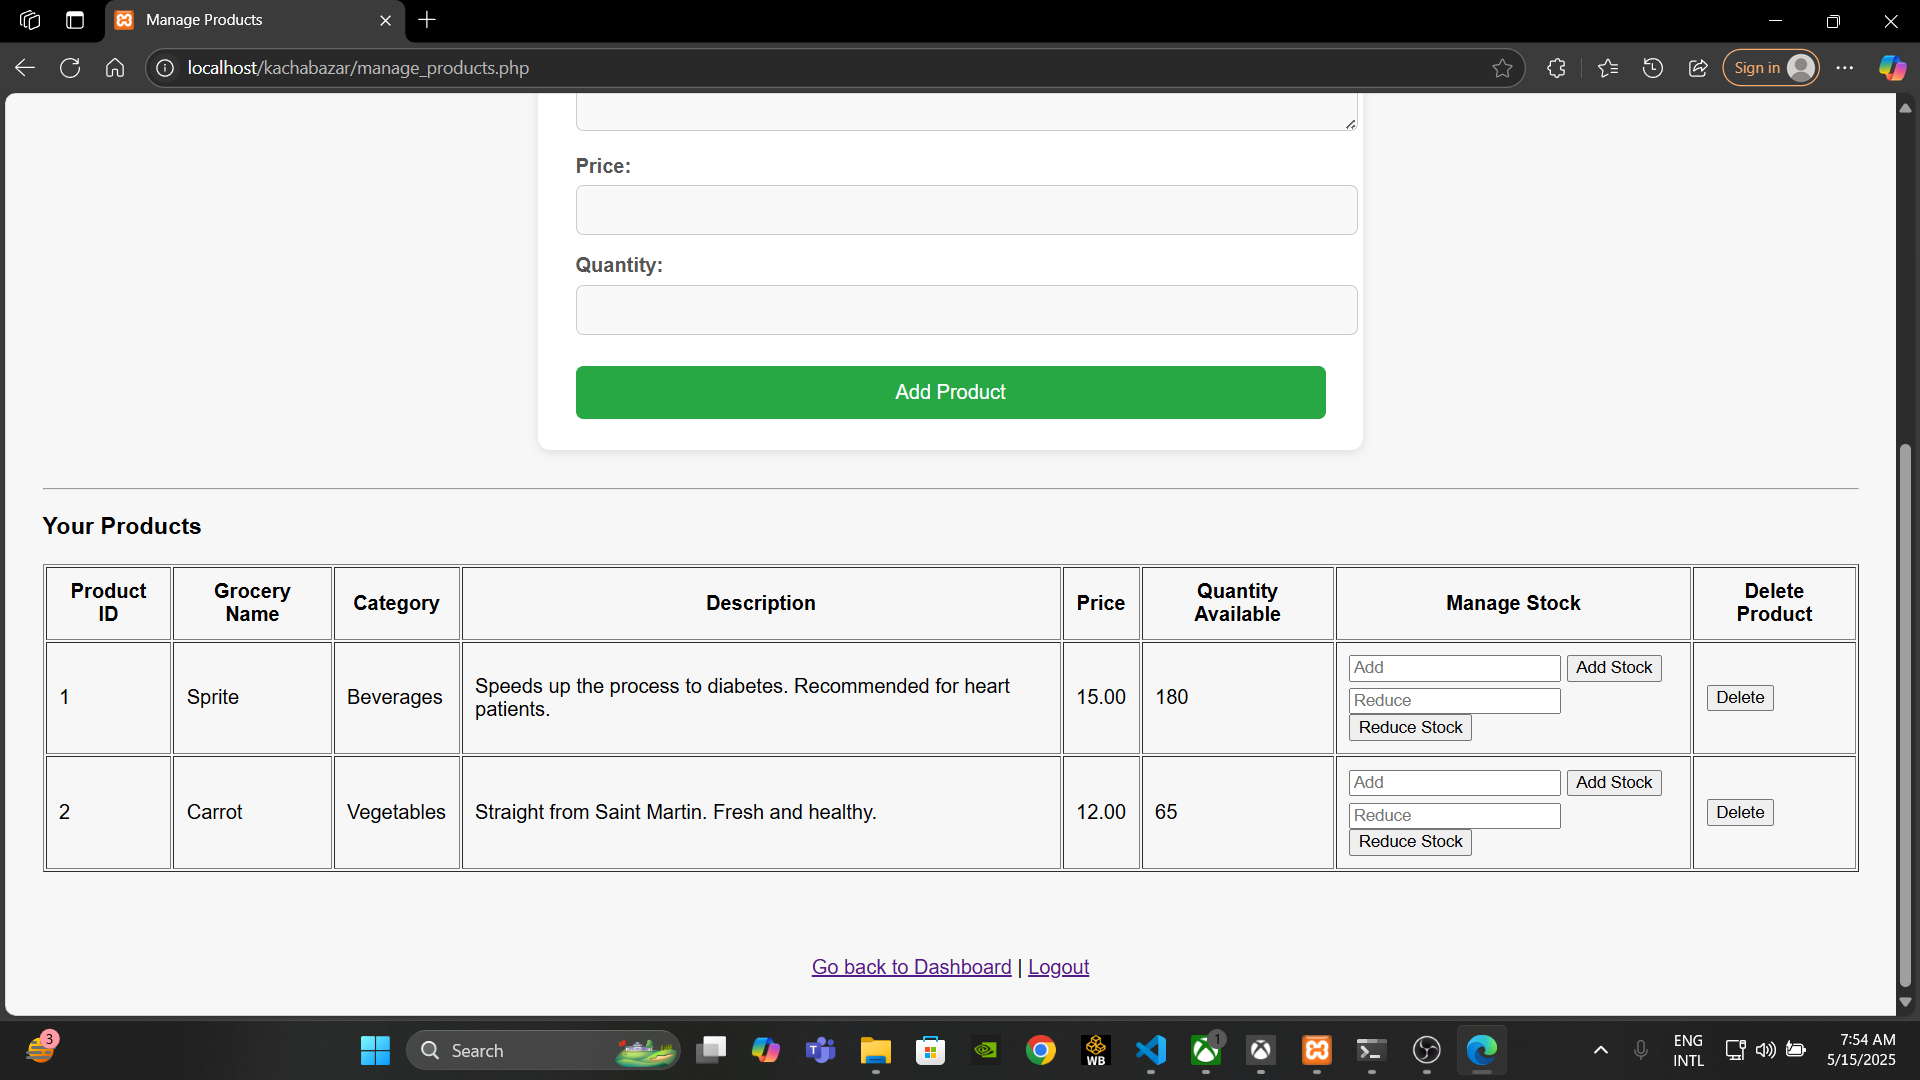 Manage Products
localhost/kachabazar/manage_products.php
Sign in
Price:
Quantity:
Add Product
Your Products
Product ID
Grocery Name
Category
Description
Price
Quantity Available
Manage Stock
Delete Product
1
Sprite
Beverages
Speeds up the process to diabetes. Recommended for heart
patients.
15.00
180
Add
Add Stock
Reduce
Reduce Stock
Delete
2
Carrot
Vegetables
Straight from Saint Martin. Fresh and healthy.
12.00
65
Add
Add Stock
Reduce
Reduce Stock
Delete
Go back to Dashboard | Logout
3
Search
WB
1
ENG
INTL
7:54 AM
5/15/2025